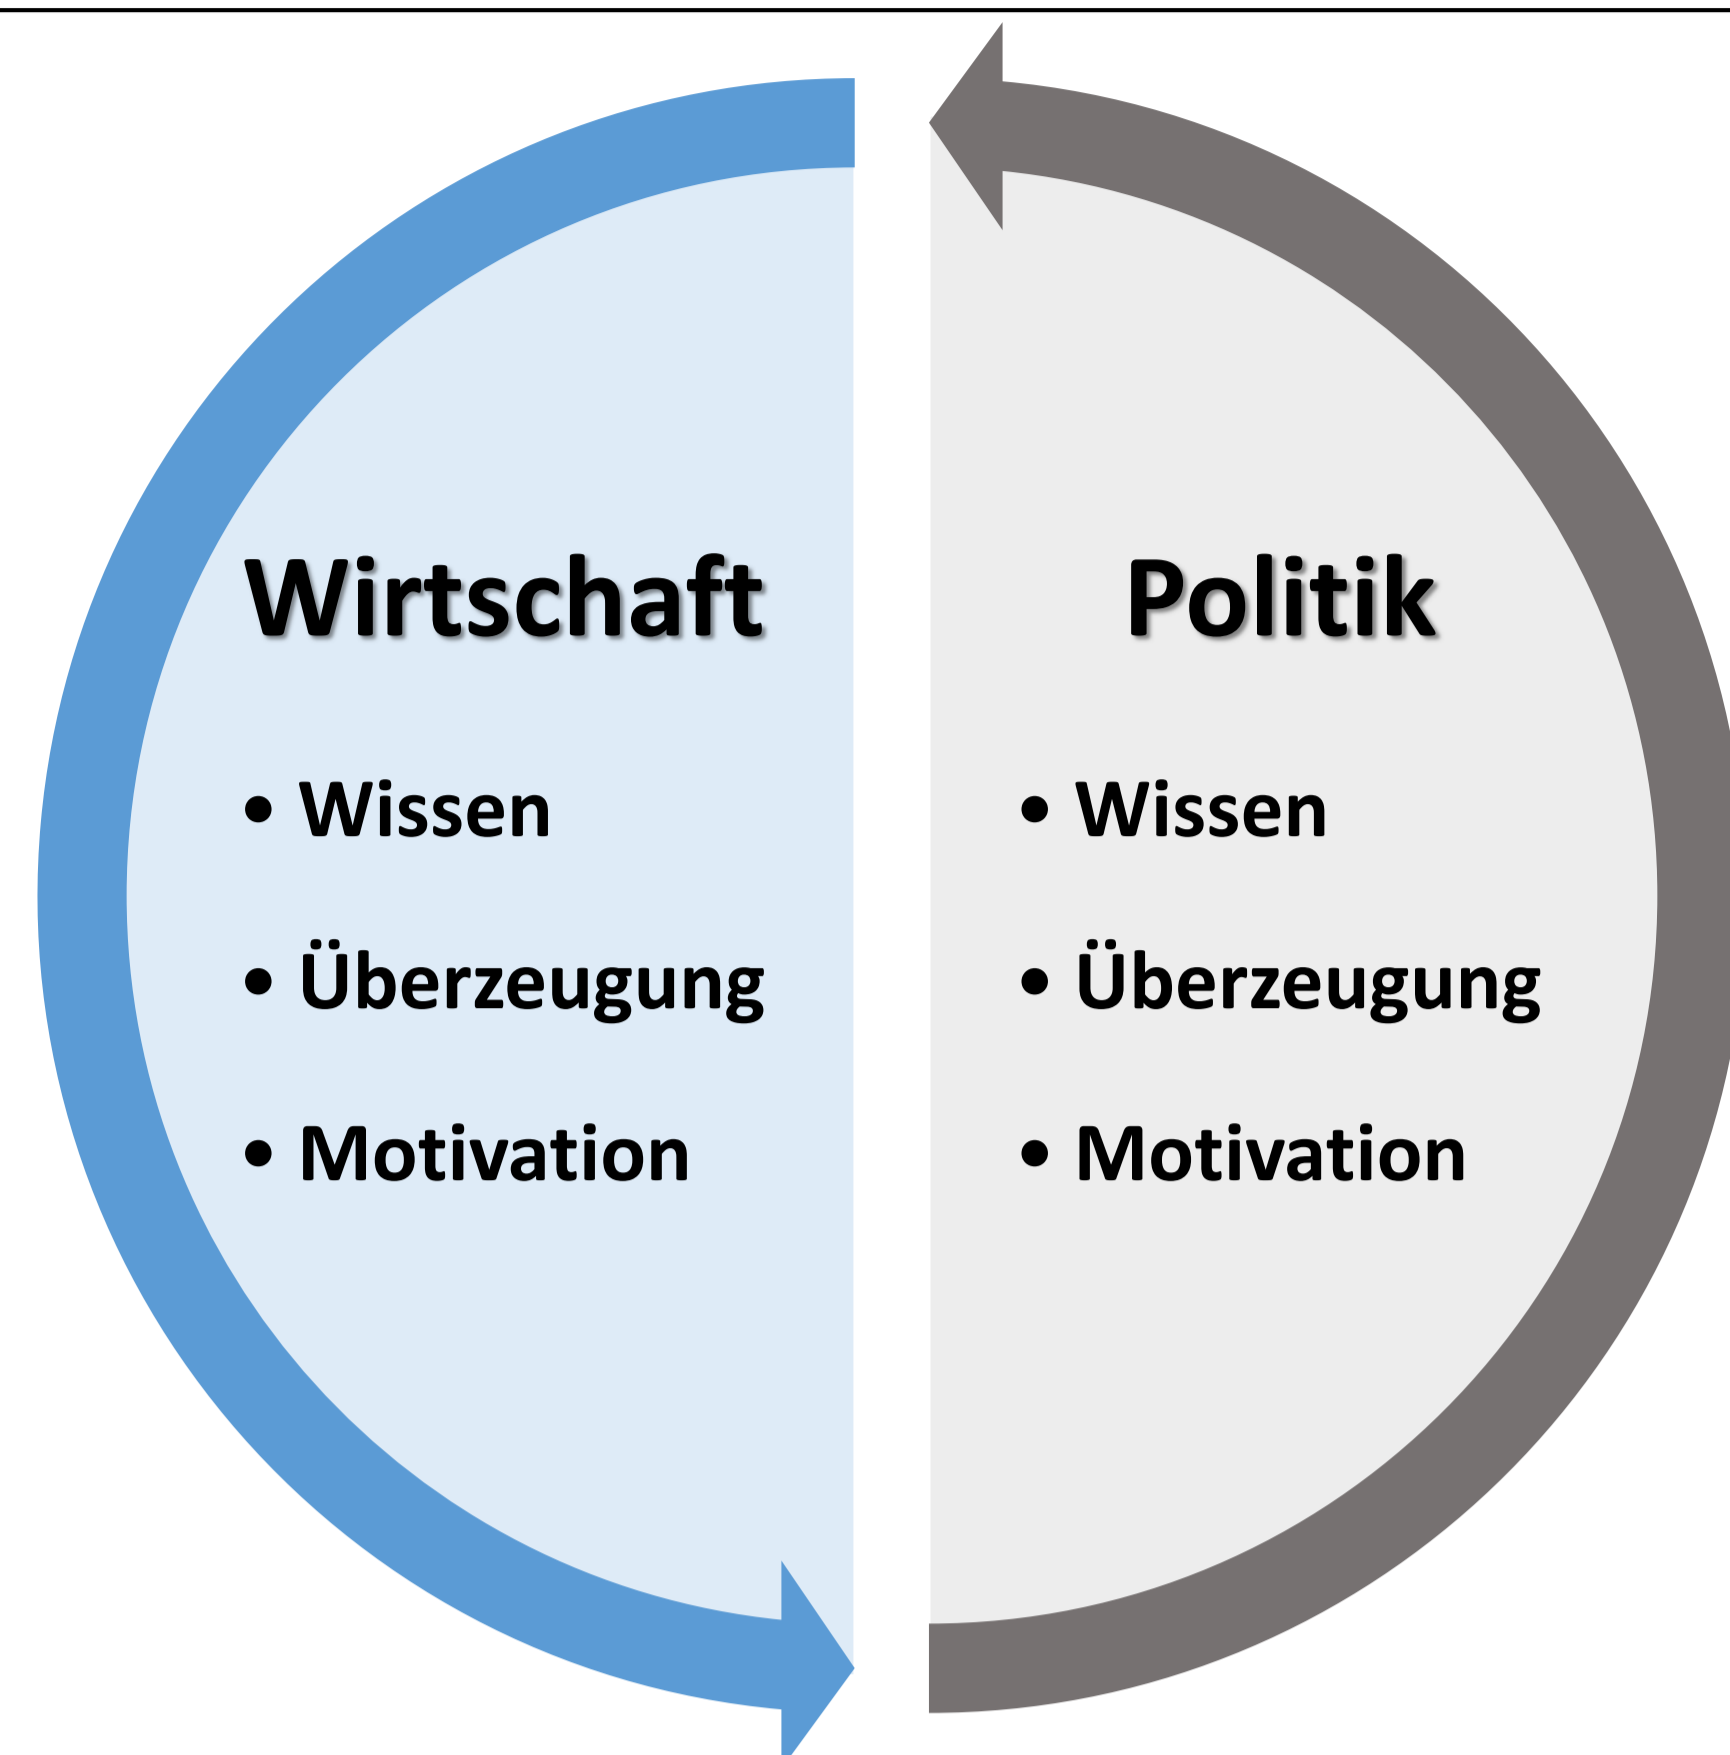 Wirtschaft
• Wissen
• Überzeugung
• Motivation
Politik
• Wissen
• Überzeugung
• Motivation